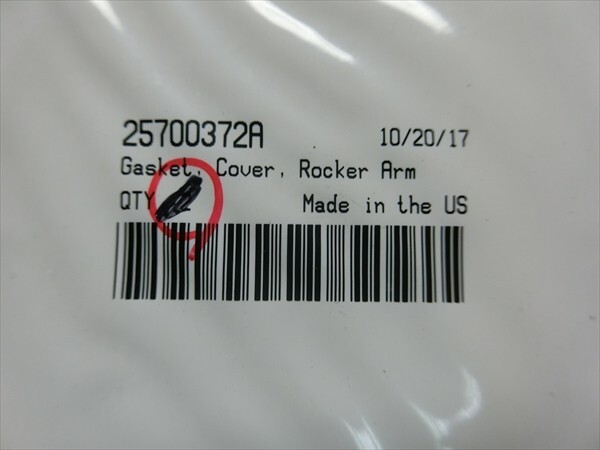 25700372A 10/20/17
Gasket, Cover, Rocker Arm
QTY Made in the US